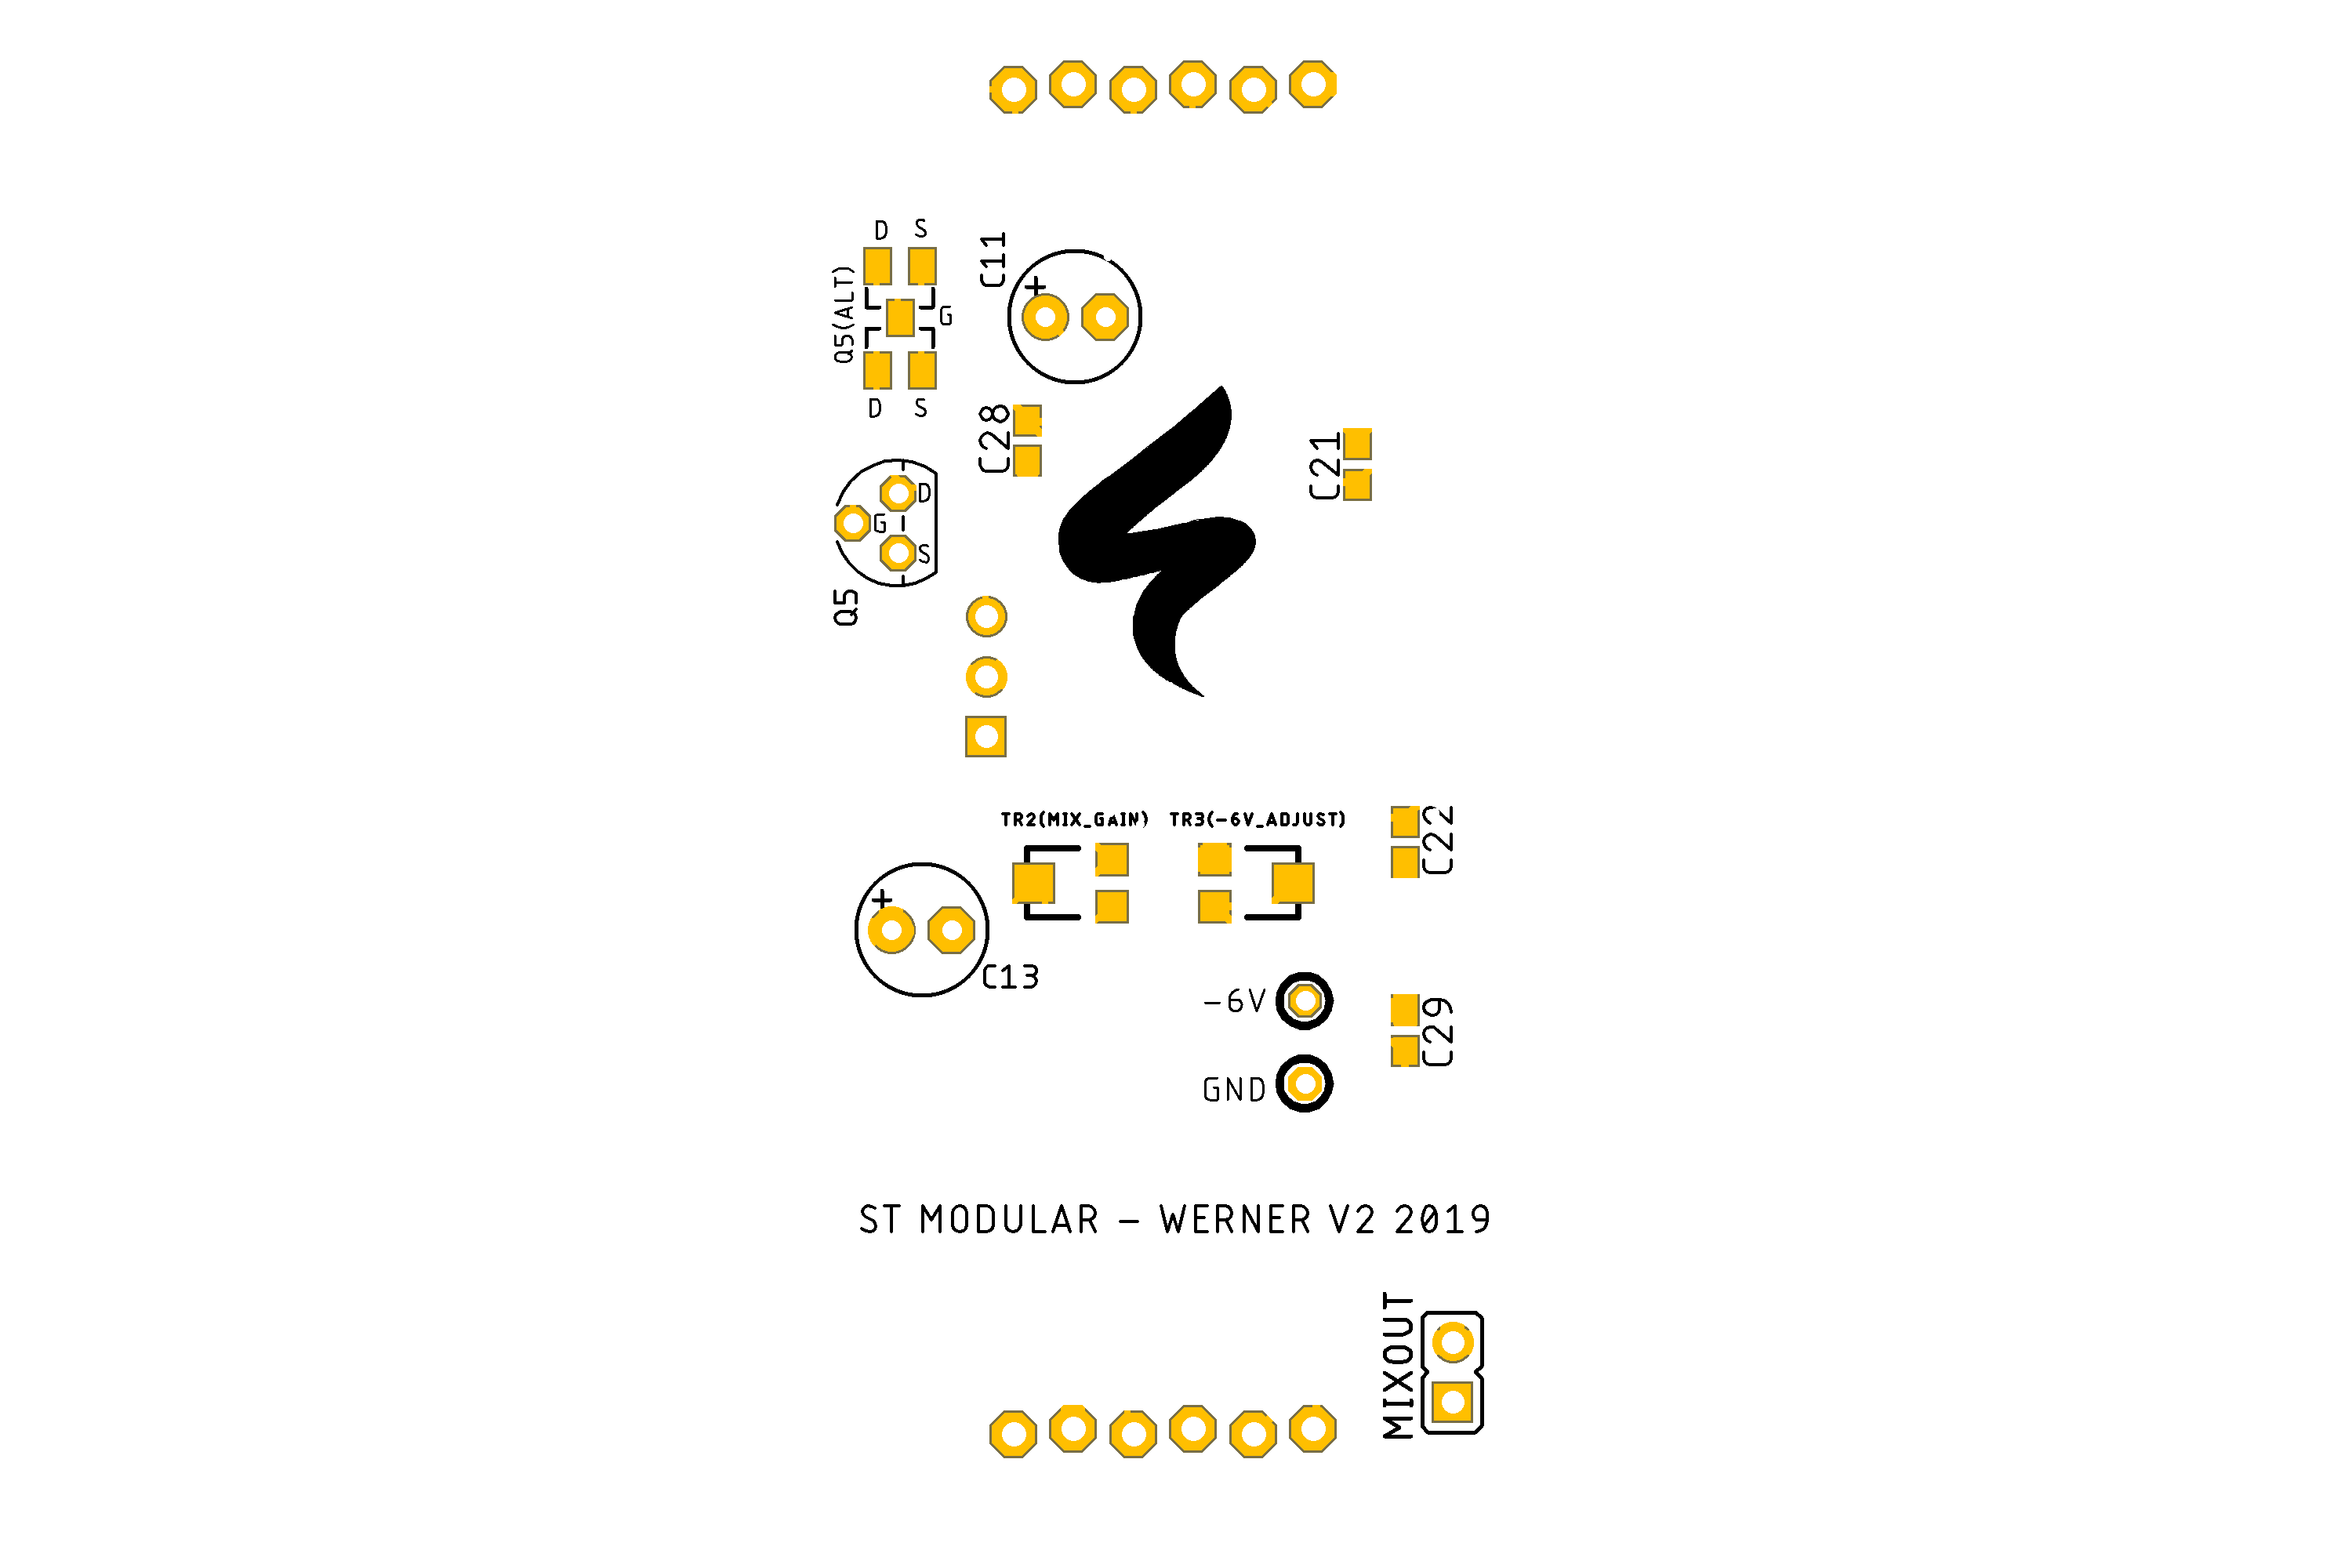 D S
C11
+
Q5(ALT)
G
D S
C28
C21
D
G
S
Q5
TR2(MIX_GAIN) TR3(-6V_ADJUST)
C22
+
C13
-6V
C29
GND
ST MODULAR - WERNER V2 2019
MIXOUT